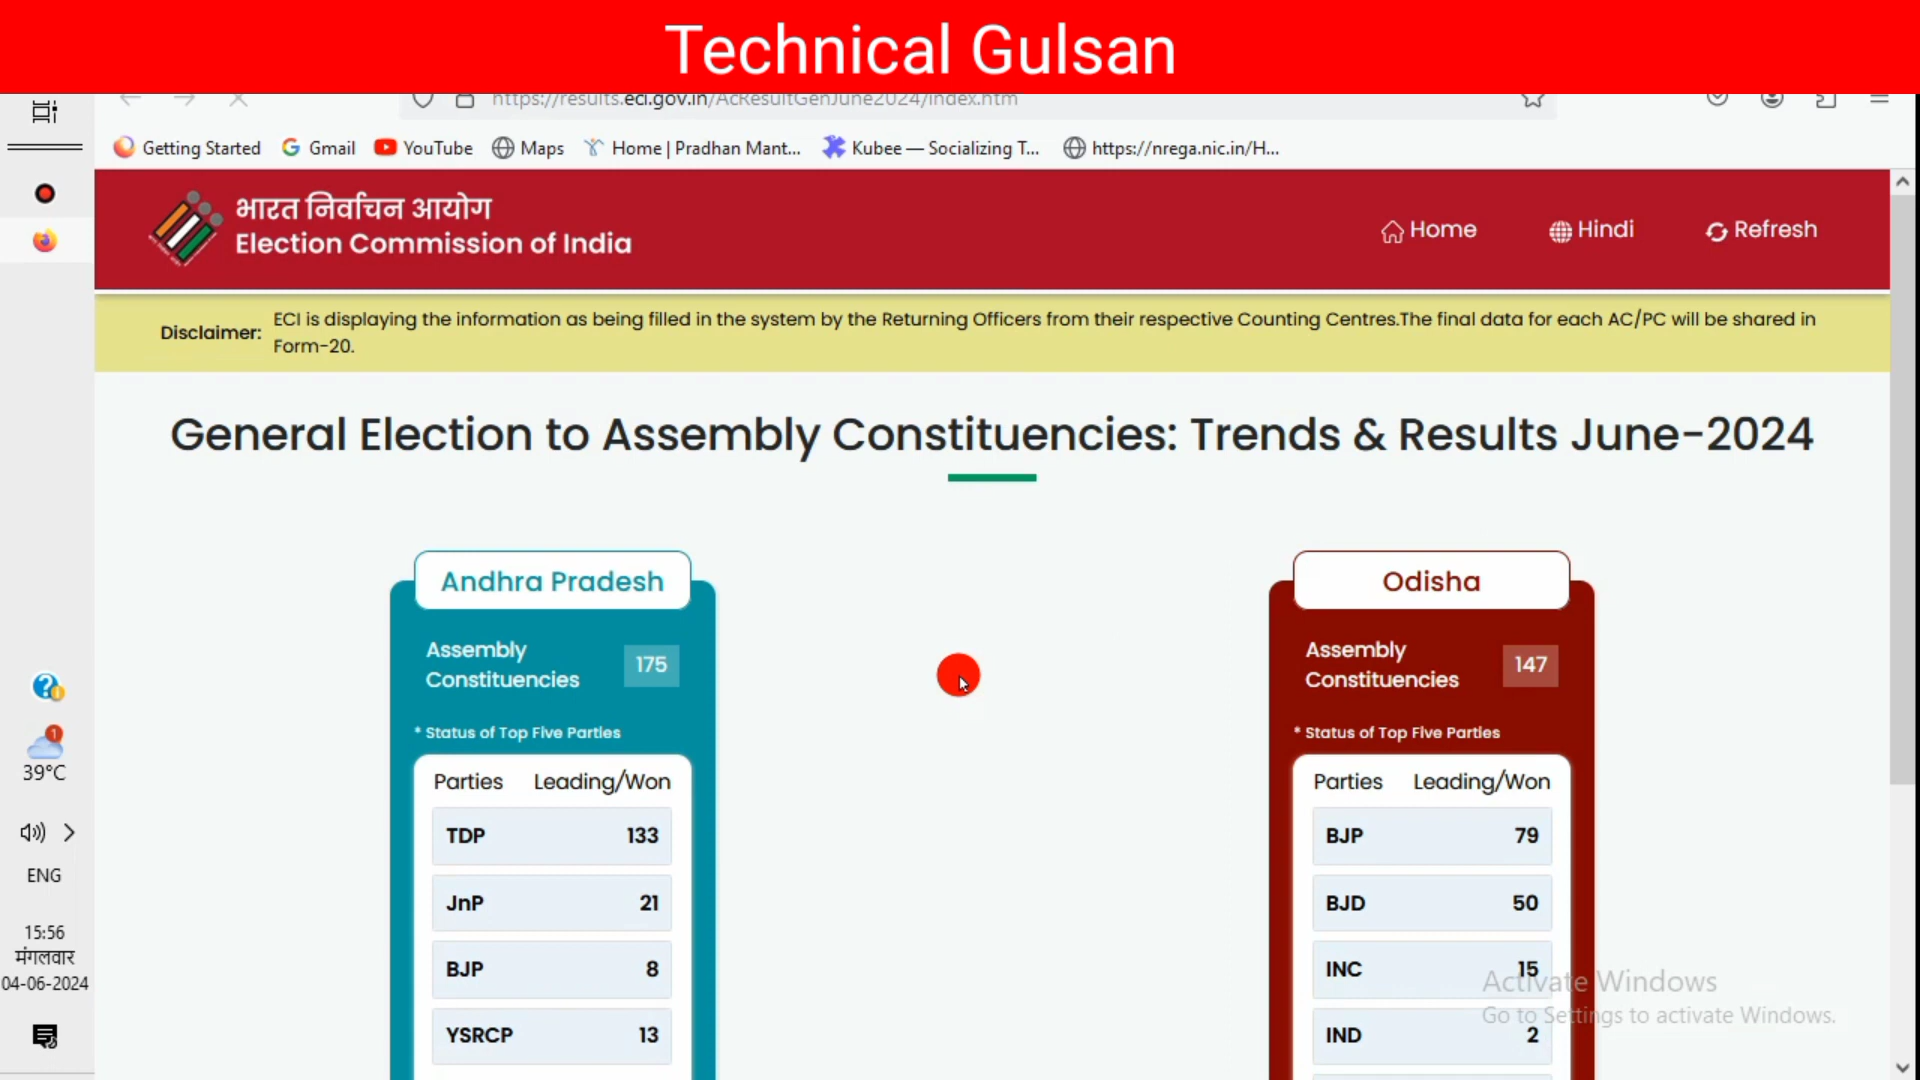 Technical Gulsan
https://results.eci.gov.in/AcResultGenJune2024/index.htm
Getting Started
Gmail
YouTube
Maps
Home | Pradhan Mant...
Kubee — Socializing T...
https://nrega.nic.in/H...
भारत निर्वाचन आयोग
Election Commission of India
Home
Hindi
Refresh
Disclaimer:
ECI is displaying the information as being filled in the system by the Returning Officers from their respective Counting Centres.The final data for each AC/PC will be shared in
Form-20.
General Election to Assembly Constituencies: Trends & Results June-2024
Andhra Pradesh
Assembly
Constituencies
175
* Status of Top Five Parties
Parties Leading/Won
TDP 133
JnP 21
BJP 8
YSRCP 13
Odisha
Assembly
Constituencies
147
* Status of Top Five Parties
Parties Leading/Won
BJP 79
BJD 50
INC 15
IND 2
Activate Windows
Go to Settings to activate Windows.
1
39°C
ENG
15:56
मंगलवार
04-06-2024